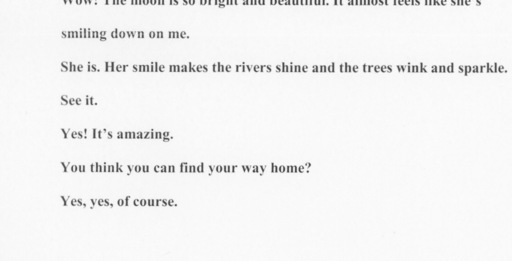 Wow! The moon is so bright and beautiful. It almost feels like she's
smiling down on me.
She is. Her smile makes the rivers shine and the trees wink and sparkle.
See it.
Yes! It's amazing.
You think you can find your way home?
Yes, yes, of course.